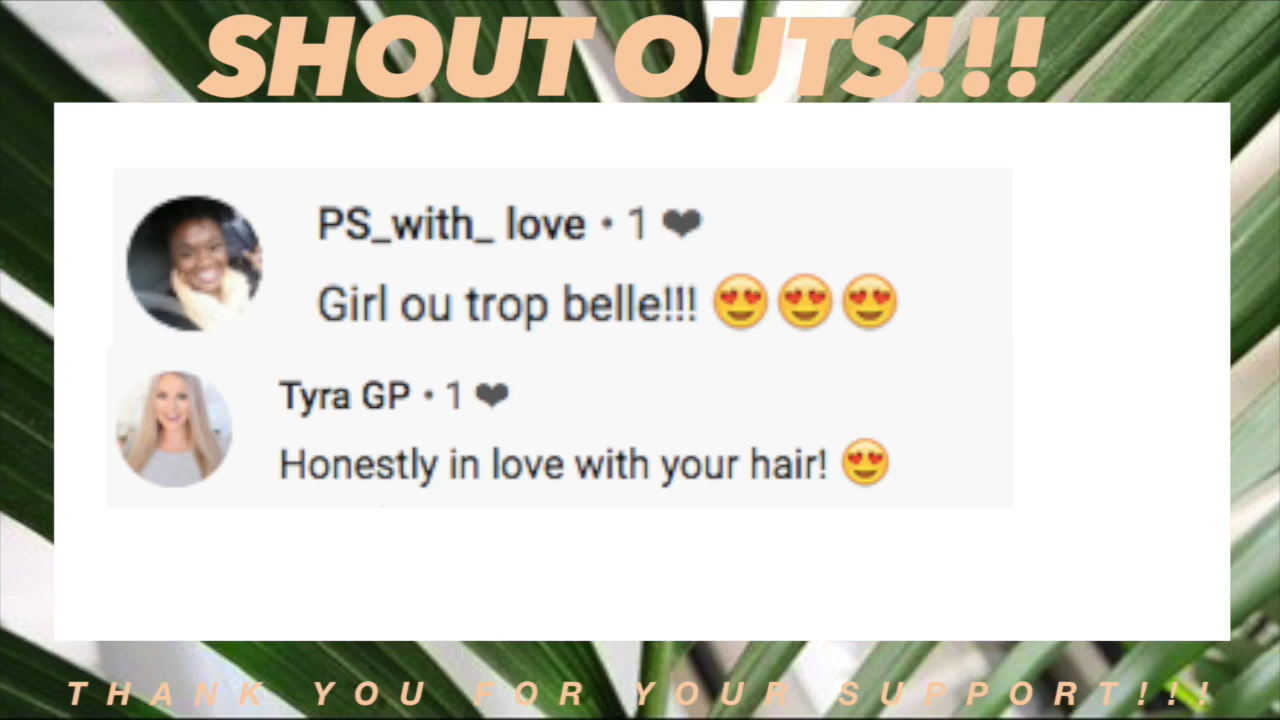 SHOUT OUTS!!!
PS_with_ love • 1 ❤
Girl ou trop belle!!! 😍😍😍
Tyra GP • 1 ❤
Honestly in love with your hair! 😍
THANK YOU FOR YOUR SUPPORT!!!